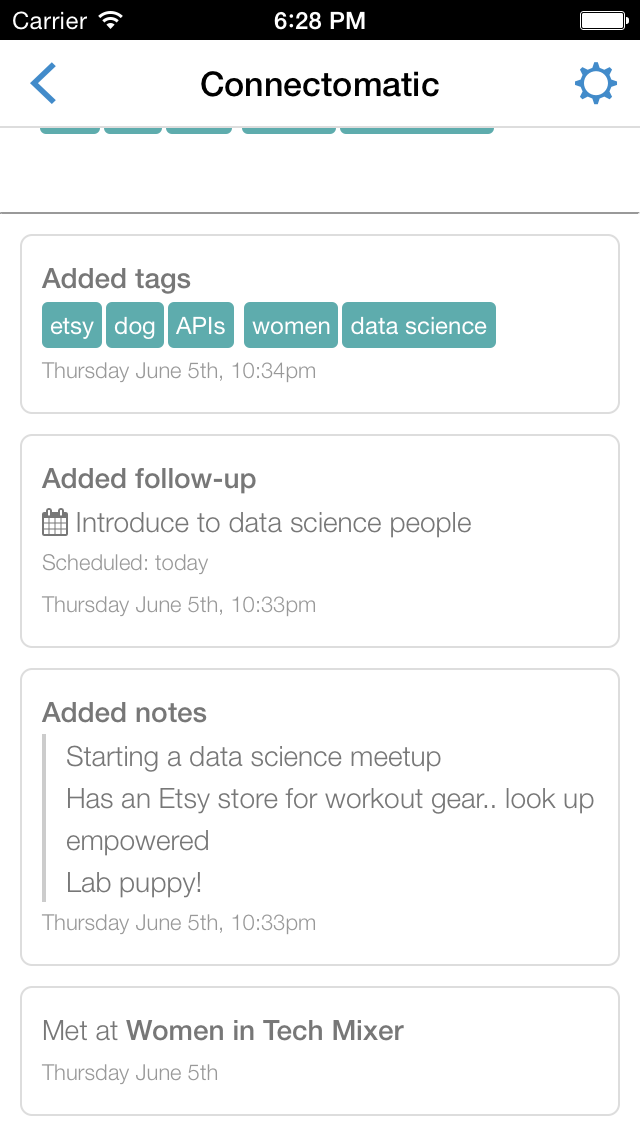 Carrier 6:28 PM
Connectomatic
Added tags
etsy dog APIs women data science
Thursday June 5th, 10:34pm
Added follow-up
Introduce to data science people
Scheduled: today
Thursday June 5th, 10:33pm
Added notes
Starting a data science meetup
Has an Etsy store for workout gear.. look up
empowered
Lab puppy!
Thursday June 5th, 10:33pm
Met at Women in Tech Mixer
Thursday June 5th